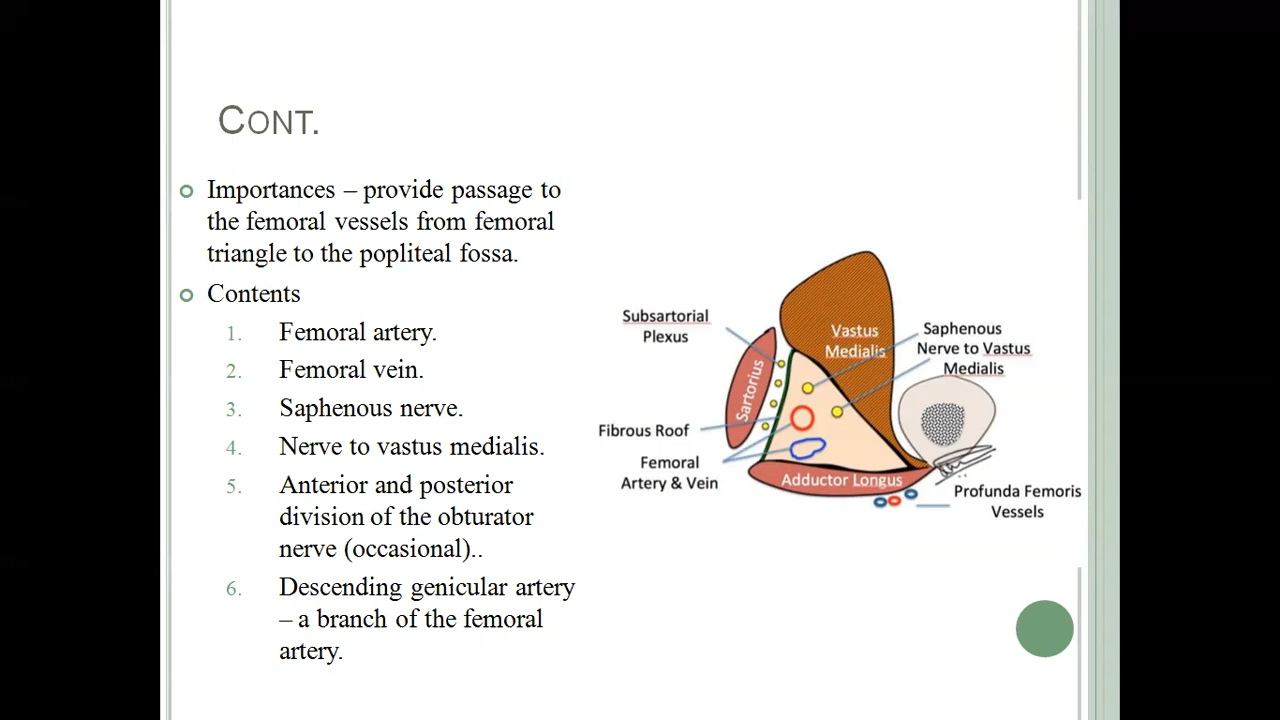 CONT.
Importances – provide passage to
the femoral vessels from femoral
triangle to the popliteal fossa.
Contents
1. Femoral artery.
2. Femoral vein.
3. Saphenous nerve.
4. Nerve to vastus medialis.
5. Anterior and posterior
division of the obturator
nerve (occasional)..
6. Descending genicular artery
– a branch of the femoral
artery.
Subsartorial
Plexus
Vastus
Medialis
Saphenous
Nerve to Vastus
Medialis
Sartorius
Fibrous Roof
Femoral
Artery & Vein
Adductor Longus
Profunda Femoris
Vessels